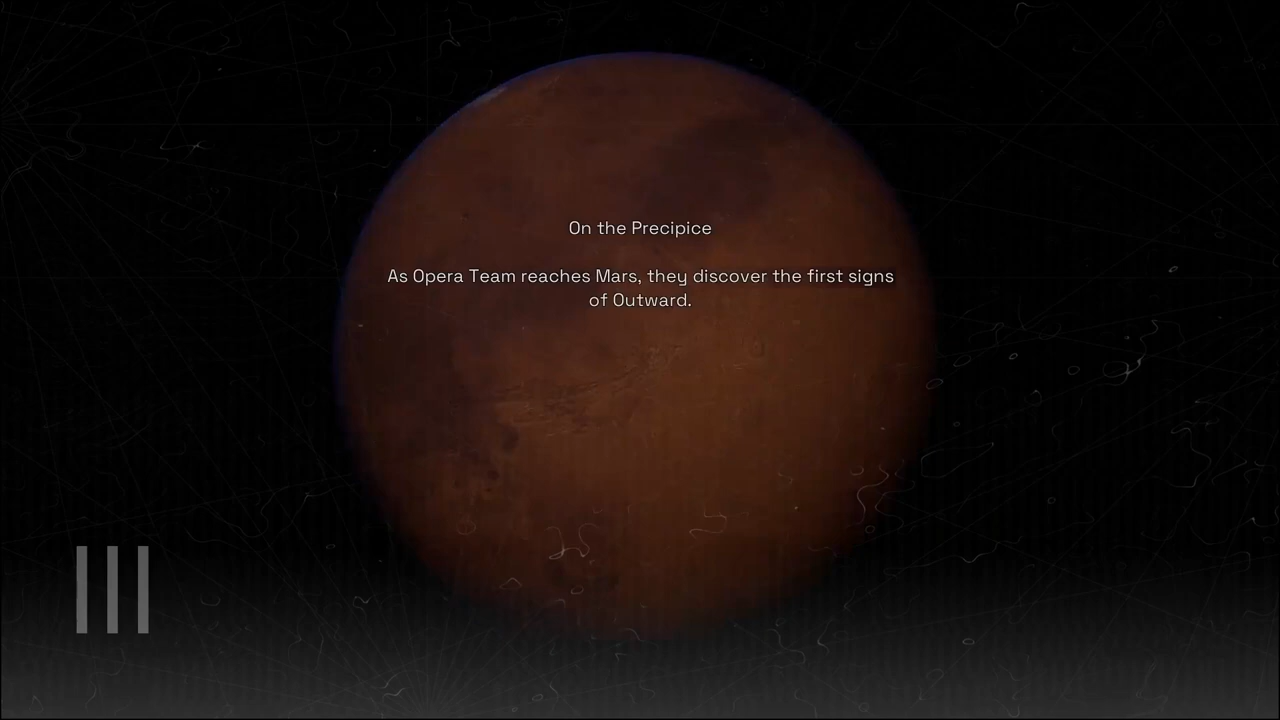 On the Precipice
As Opera Team reaches Mars, they discover the first signs
of Outward.
III